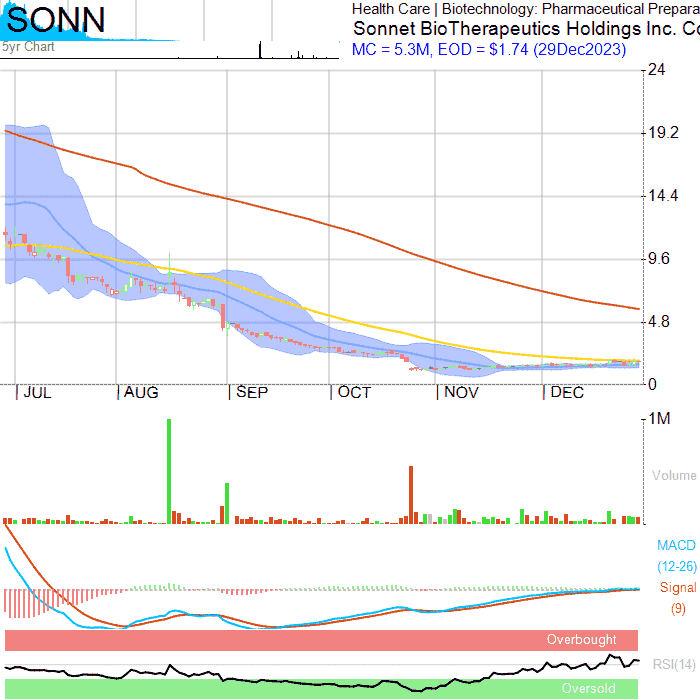 SONN
Health Care | Biotechnology: Pharmaceutical Prepara
Sonnet BioTherapeutics Holdings Inc. Co
MC = 5.3M, EOD = $1.74 (29Dec2023)
5yr Chart
24
19.2
14.4
9.6
4.8
0
JUL AUG SEP OCT NOV DEC
1M
Volume
MACD
(12-26)
Signal
(9)
Overbought
RSI(14)
Oversold